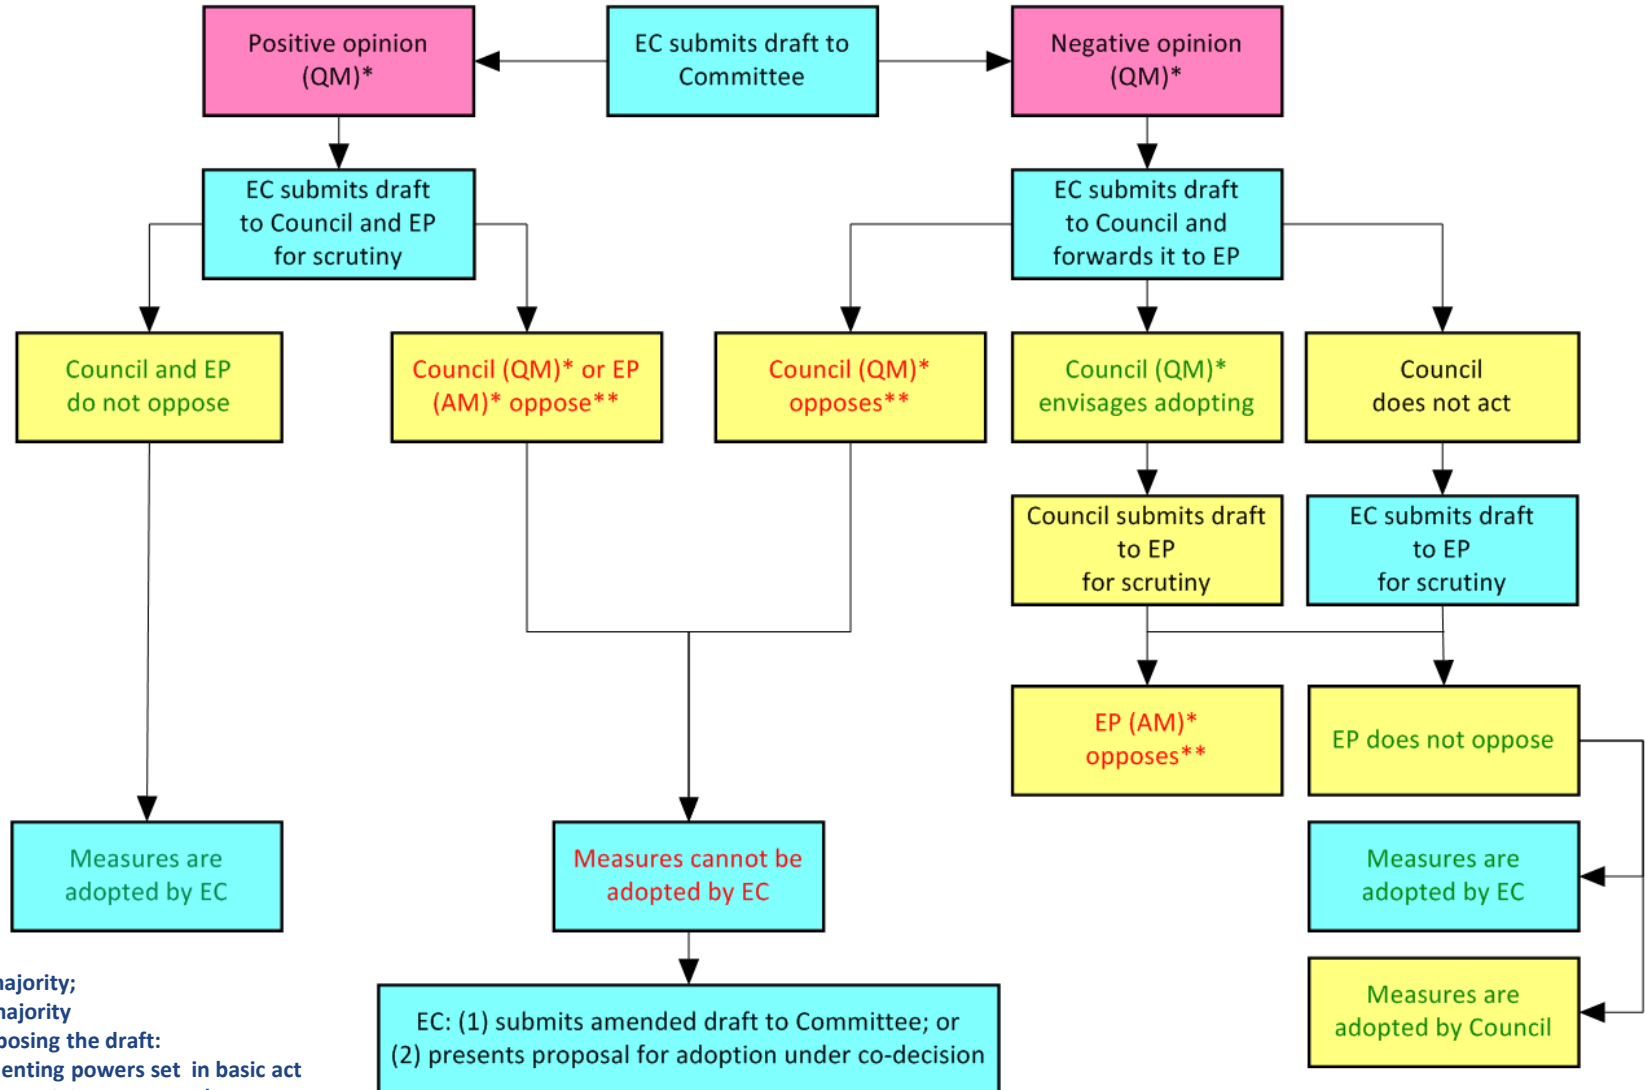 Positive opinion
(QM)*
EC submits draft to
Committee
Negative opinion
(QM)*
EC submits draft
to Council and EP
for scrutiny
EC submits draft
to Council and
forwards it to EP
Council and EP
do not oppose
Council (QM)* or EP
(AM)* oppose**
Council (QM)*
opposes**
Council (QM)*
envisages adopting
Council
does not act
Council submits draft
to EP
for scrutiny
EC submits draft
to EP
for scrutiny
EP (AM)*
opposes**
EP does not oppose
Measures are
adopted by EC
Measures cannot be
adopted by EC
Measures are
adopted by EC
Measures are
adopted by Council
EC: (1) submits amended draft to Committee; or
(2) presents proposal for adoption under co-decision
majority;
majority
posing the draft:
enting powers set in basic act